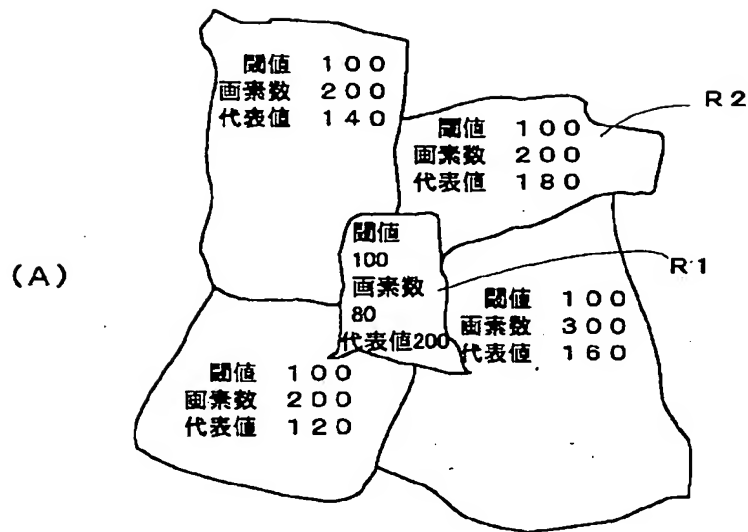 閾値 100
画素数 200
代表値 140
閾値 100
画素数 200
代表値 180
R2
(A)
閾値
100
画素数
80
代表値200
R1
閾値 100
画素数 300
代表値 160
閾値 100
画素数 200
代表値 120